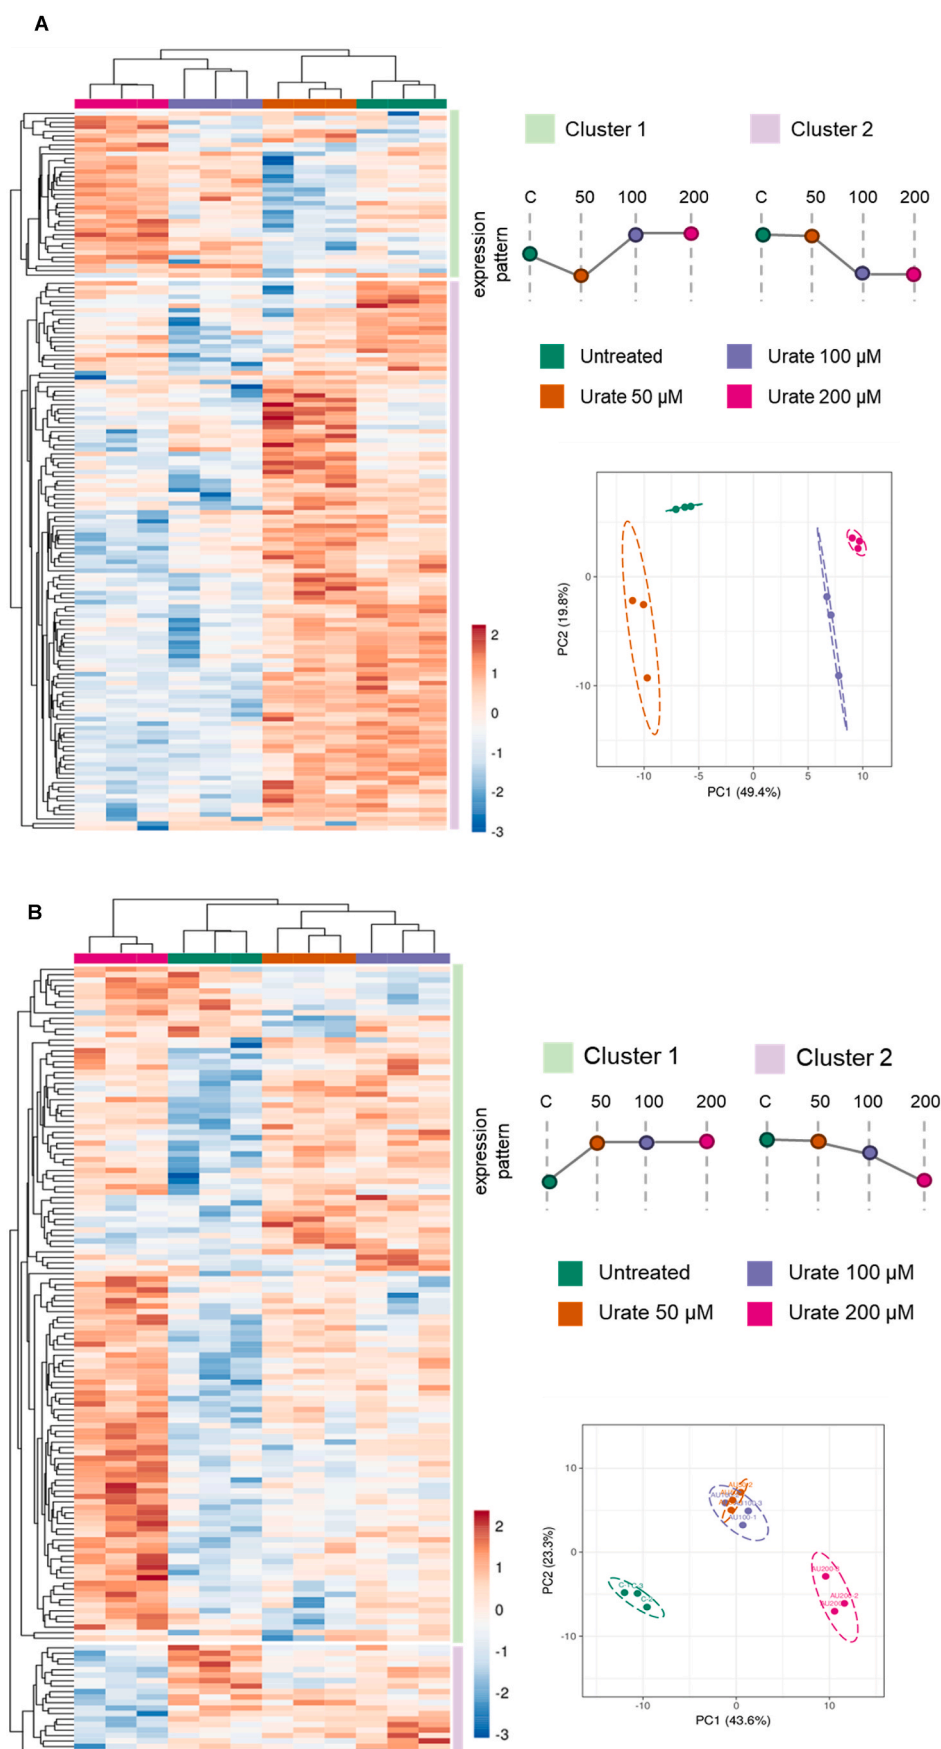 A
Cluster 1
Cluster 2
expression pattern
C 50 100 200
C 50 100 200
Untreated
Urate 100 µM
Urate 50 µM
Urate 200 µM
2
1
0
-1
-2
-3
PC2 (19.8%)
0
-10
-10 -5 0 5 10
PC1 (49.4%)
B
Cluster 1
Cluster 2
expression pattern
C 50 100 200
C 50 100 200
Untreated
Urate 100 µM
Urate 50 µM
Urate 200 µM
2
1
0
-1
-2
-3
PC2 (23.3%)
10
0
-10
AU100-1
AU200-2
-10 0 10
PC1 (43.6%)